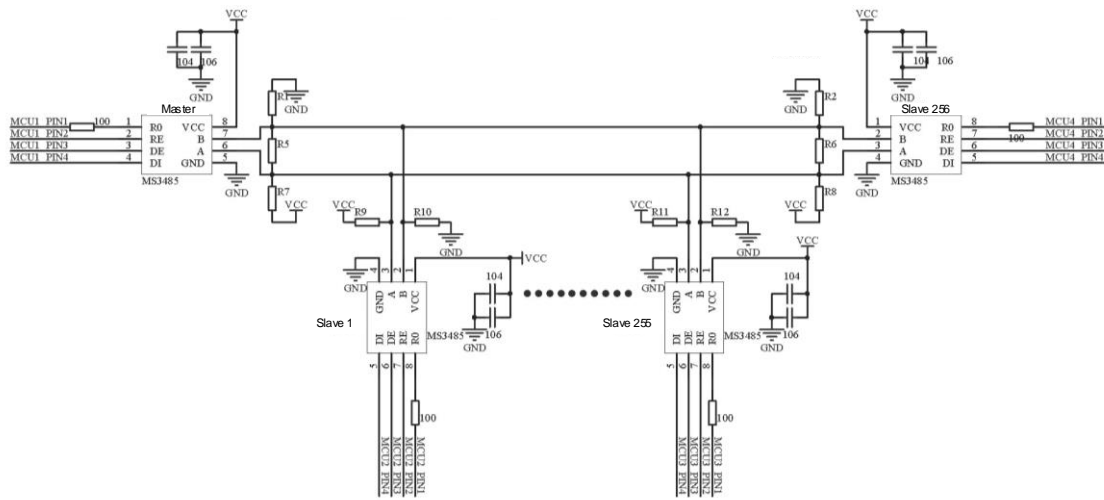 VCC
104 106
GND
R1
GND
Master
MCU1_PIN1 100 1 R0 VCC 8
MCU1_PIN2 2 RE B 7
MCU1_PIN3 3 DE A 6
MCU1_PIN4 4 DI GND 5
MS3485
GND
R5
R7
VCC
VCC
104 106
GND
R2
GND
Slave 256
1 VCC R0 8 100 MCU4_PIN1
2 B RE 7 MCU4_PIN2
3 A DE 6 MCU4_PIN3
4 GND DI 5 MCU4_PIN4
MS3485
GND
R6
R8
VCC
VCC R9 R10
GND
GND
4 3 2 1
GND A B VCC
Slave 1
MS3485
DI DE RE R0
5 6 7 8
VCC
104
106
GND
100
MCU2_PIN4
MCU2_PIN3
MCU2_PIN2
MCU2_PIN1
VCC R11 R12
GND
GND
4 3 2 1
GND A B VCC
Slave 255
MS3485
DI DE RE R0
5 6 7 8
VCC
104
106
GND
100
MCU3_PIN4
MCU3_PIN3
MCU3_PIN2
MCU3_PIN1